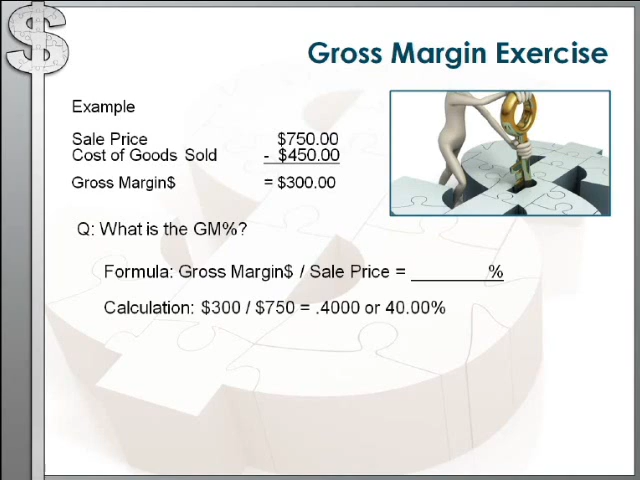 Gross Margin Exercise
Example
Sale Price $750.00
Cost of Goods Sold - $450.00
Gross Margin$ = $300.00
Q: What is the GM%?
Formula: Gross Margin$ / Sale Price = ________ %
Calculation: $300 / $750 = .4000 or 40.00%